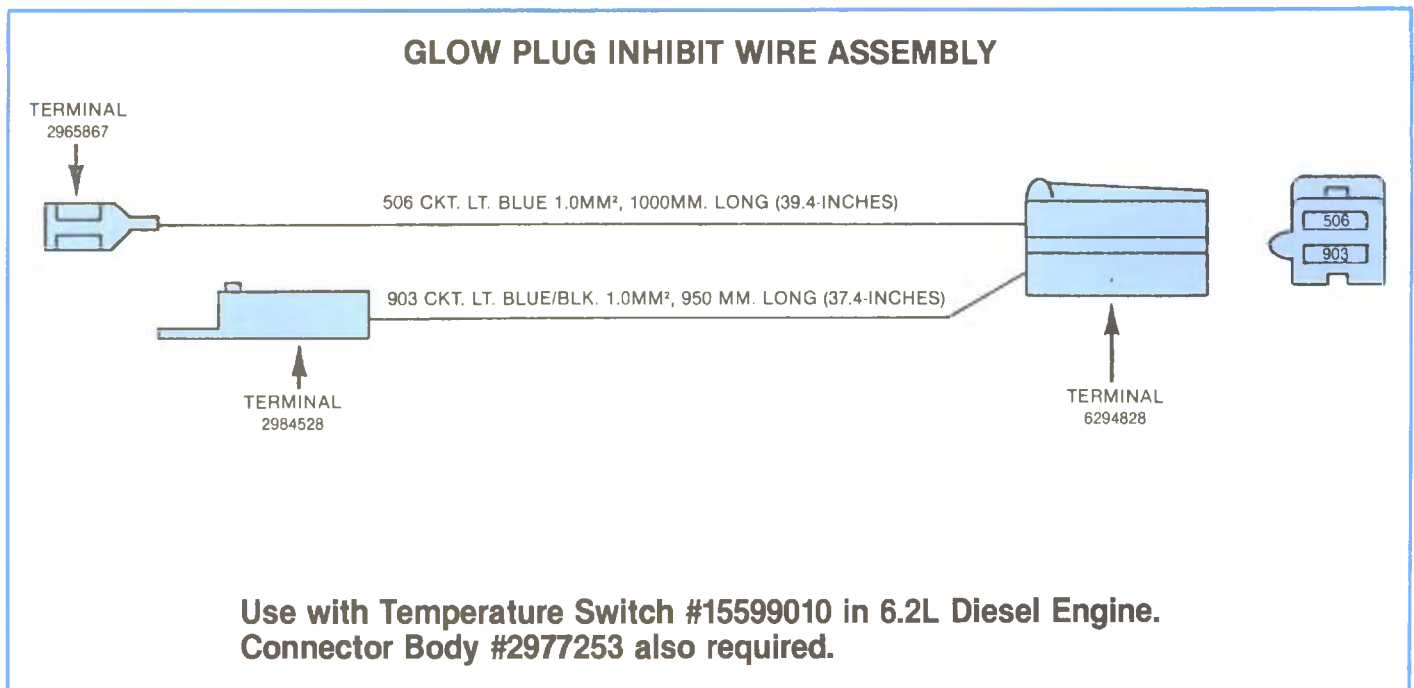 GLOW PLUG INHIBIT WIRE ASSEMBLY
TERMINAL
2965867
506 CKT. LT. BLUE 1.0MM², 1000MM. LONG (39.4-INCHES)
506
903
903 CKT. LT. BLUE/BLK. 1.0MM², 950 MM. LONG (37.4-INCHES)
TERMINAL
2984528
TERMINAL
6294828
Use with Temperature Switch #15599010 in 6.2L Diesel Engine.
Connector Body #2977253 also required.